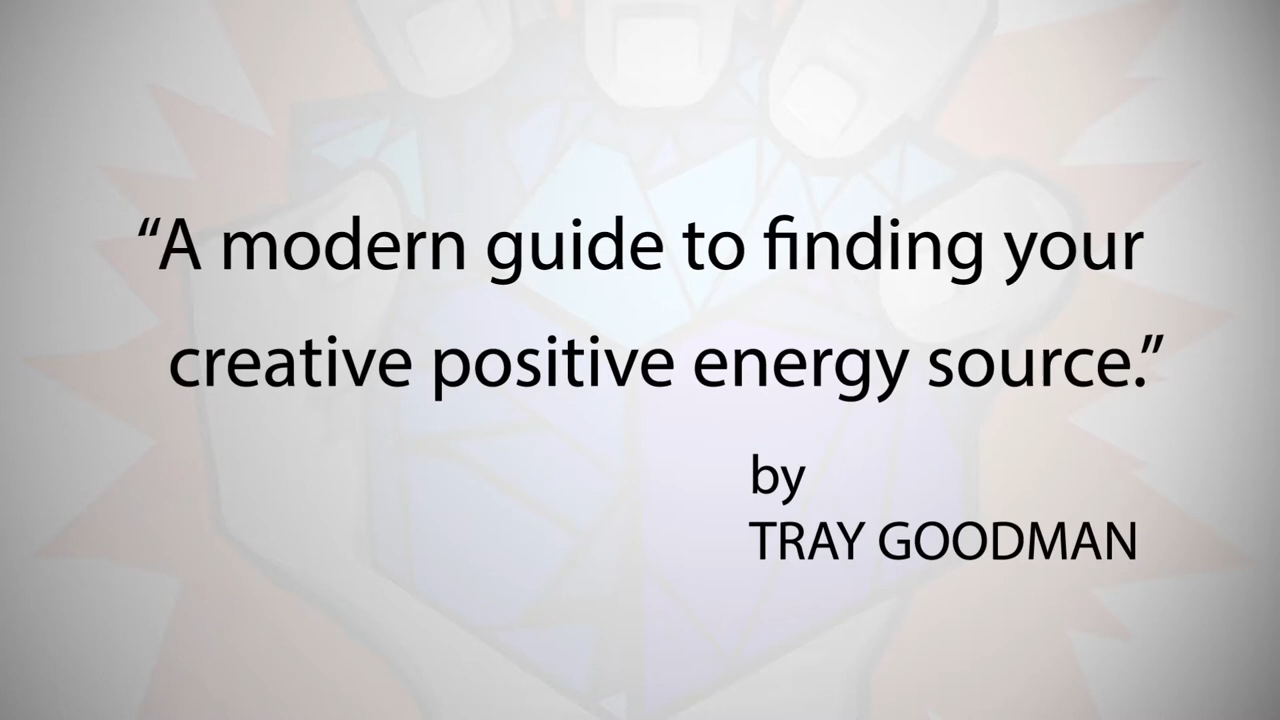 “A modern guide to finding your
creative positive energy source.”
by
TRAY GOODMAN